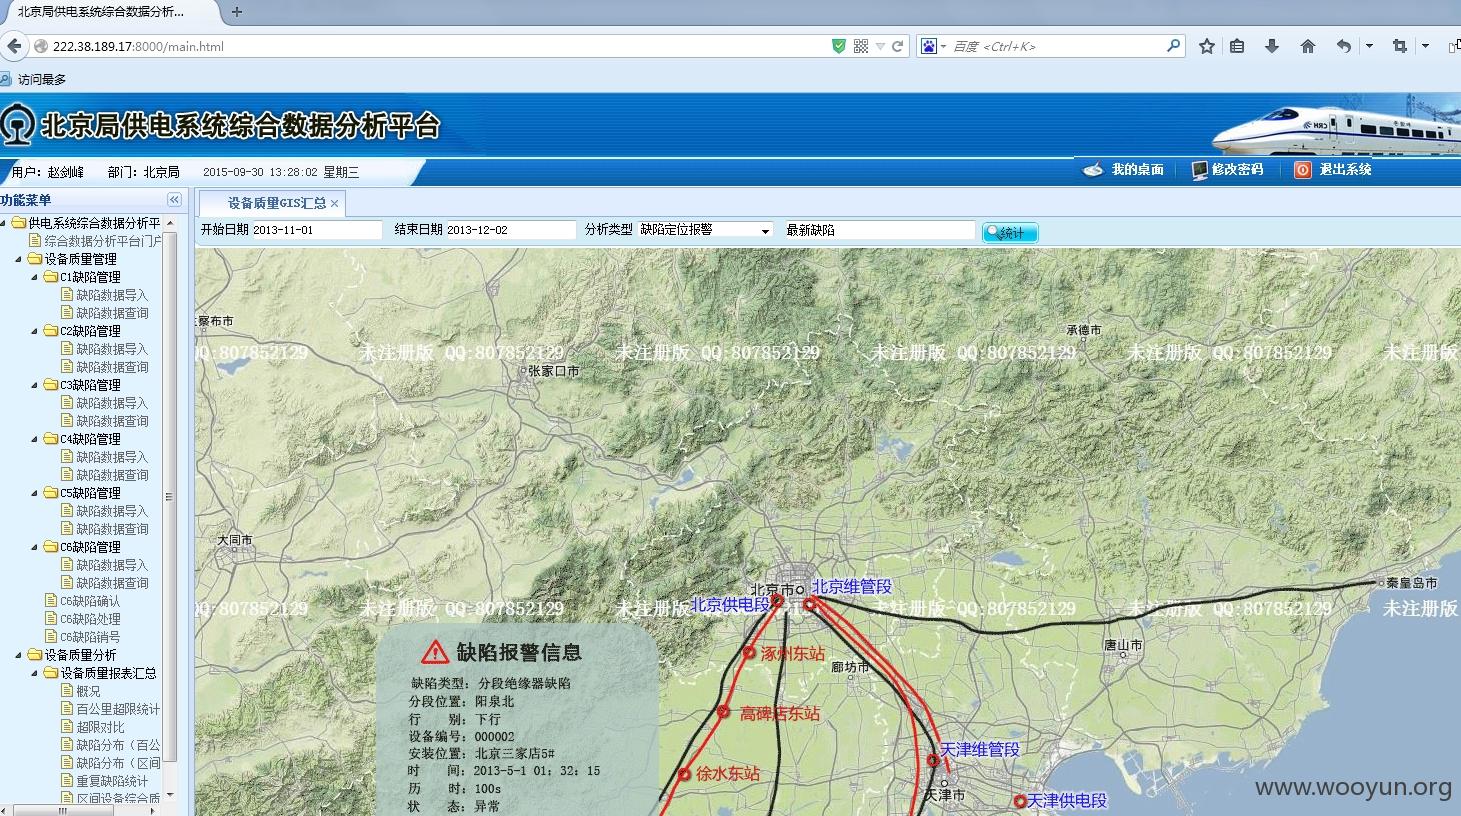 北京局供电系统综合数据分析...
222.38.189.17:8000/main.html
百度 <Ctrl+K>
访问最多
北京局供电系统综合数据分析平台
用户: 赵剑峰 部门: 北京局 2015-09-30 13:28:02 星期三
我的桌面 修改密码 退出系统
功能菜单
设备质量GIS汇总
开始日期 2013-11-01 结束日期 2013-12-02 分析类型 缺陷定位报警 最新缺陷 统计
供电系统综合数据分析平
综合数据分析平台门户
设备质量管理
C1缺陷管理
缺陷数据导入
缺陷数据查询
C2缺陷管理
缺陷数据导入
缺陷数据查询
C3缺陷管理
缺陷数据导入
缺陷数据查询
C4缺陷管理
缺陷数据导入
缺陷数据查询
C5缺陷管理
缺陷数据导入
缺陷数据查询
C6缺陷管理
缺陷数据导入
缺陷数据查询
C6缺陷确认
C6缺陷处理
C6缺陷销号
设备质量分析
设备质量报表汇总
概况
百公里超限统计
超限对比
缺陷分布（百公
缺陷分布（区间
重复缺陷统计
区间设备综合质
察布市
承德市
QQ:807852129 未注册版 QQ:807852129 未注册版 QQ:807852129 未注册版 QQ:807852129 未注册版 QQ:807852129 未注册版
张家口市
大同市
北京市
北京维管段
秦皇岛市
北京供电段
QQ:807852129 未注册版 QQ:807852129 未注册版 未注册版 QQ:807852129 未注册版 QQ:807852129 未注册版
唐山市
涿州东站
廊坊市
高碑店东站
天津维管段
徐水东站
天津市
天津供电段
缺陷报警信息
缺陷类型: 分段绝缘器缺陷
分段位置: 阳泉北
行 别: 下行
设备编号: 000002
安装位置: 北京三家店5#
时 间: 2013-5-1 01: 32: 15
历 时: 100s
状 态: 异常
www.wooyun.org